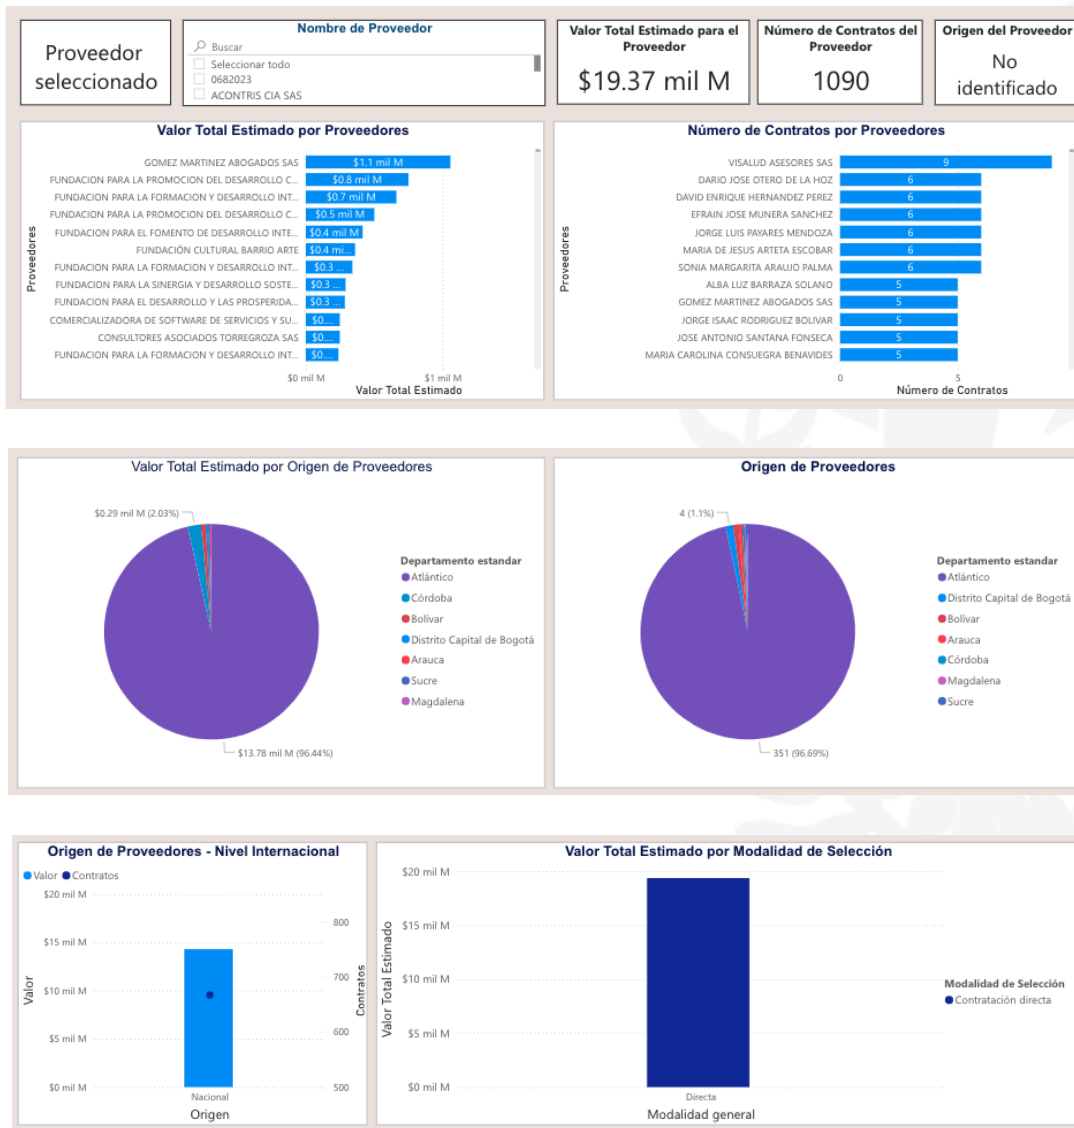 Proveedor
seleccionado
Nombre de Proveedor
Buscar
Seleccionar todo
0682023
ACONTRIS CIA SAS
Valor Total Estimado para el
Proveedor
$19.37 mil M
Número de Contratos del
Proveedor
1090
Origen del Proveedor
No
identificado
Valor Total Estimado por Proveedores
Proveedores
GOMEZ MARTINEZ ABOGADOS SAS $1.1 mil M
FUNDACION PARA LA PROMOCION DEL DESARROLLO C... $0.8 mil M
FUNDACION PARA LA FORMACION Y DESARROLLO INT... $0.7 mil M
FUNDACION PARA LA PROMOCION DEL DESARROLLO C... $0.5 mil M
FUNDACION PARA EL FOMENTO DE DESARROLLO INTE... $0.4 mil M
FUNDACIÓN CULTURAL BARRIO ARTE $0.4 mi...
FUNDACION PARA LA FORMACION Y DESARROLLO INT... $0.3 ...
FUNDACION PARA LA SINERGIA Y DESARROLLO SOSTE... $0.3 ...
FUNDACION PARA EL DESARROLLO Y LAS PROSPERIDA... $0.3 ...
COMERCIALIZADORA DE SOFTWARE DE SERVICIOS Y SU... $0....
CONSULTORES ASOCIADOS TORREGROZA SAS $0....
FUNDACION PARA LA FORMACION Y DESARROLLO INT... $0....
$0 mil M $1 mil M
Valor Total Estimado
Número de Contratos por Proveedores
Proveedores
VISALUD ASESORES SAS 9
DARIO JOSE OTERO DE LA HOZ 6
DAVID ENRIQUE HERNANDEZ PEREZ 6
EFRAIN JOSE MUNERA SANCHEZ 6
JORGE LUIS PAYARES MENDOZA 6
MARIA DE JESUS ARTETA ESCOBAR 6
SONIA MARGARITA ARAUJO PALMA 6
ALBA LUZ BARRAZA SOLANO 5
GOMEZ MARTINEZ ABOGADOS SAS 5
JORGE ISAAC RODRIGUEZ BOLIVAR 5
JOSE ANTONIO SANTANA FONSECA 5
MARIA CAROLINA CONSUEGRA BENAVIDES 5
0 5
Número de Contratos
Valor Total Estimado por Origen de Proveedores
$0.29 mil M (2.03%)
$13.78 mil M (96.44%)
Departamento estandar
Atlántico
Córdoba
Bolívar
Distrito Capital de Bogotá
Arauca
Sucre
Magdalena
Origen de Proveedores
4 (1.1%)
351 (96.69%)
Departamento estandar
Atlántico
Distrito Capital de Bogotá
Bolívar
Arauca
Córdoba
Magdalena
Sucre
Origen de Proveedores - Nivel Internacional
Valor Contratos
Valor
$20 mil M
$15 mil M
$10 mil M
$5 mil M
$0 mil M
800
700
600
500
Contratos
Nacional
Origen
Valor Total Estimado por Modalidad de Selección
Valor Total Estimado
$20 mil M
$15 mil M
$10 mil M
$5 mil M
$0 mil M
Directa
Modalidad general
Modalidad de Selección
Contratación directa